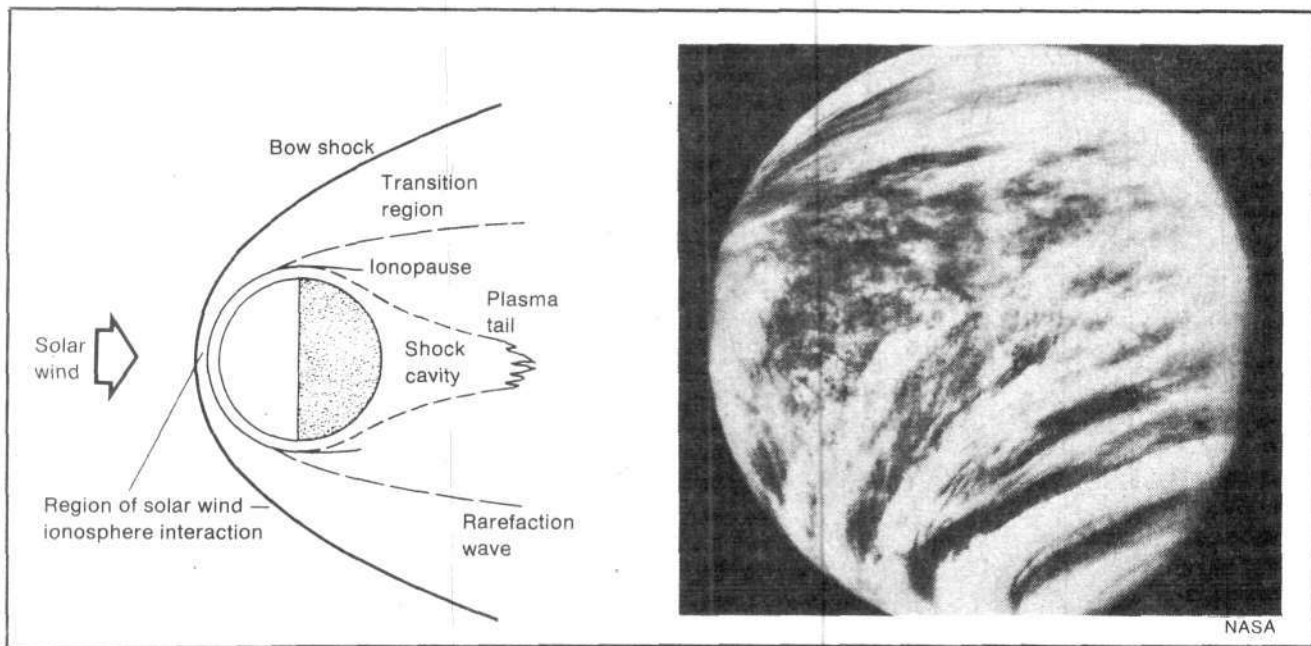 Bow shock
Transition
region
Ionopause
Plasma
tail
Solar
wind
Shock
cavity
Region of solar wind —
ionosphere interaction
Rarefaction
wave
NASA